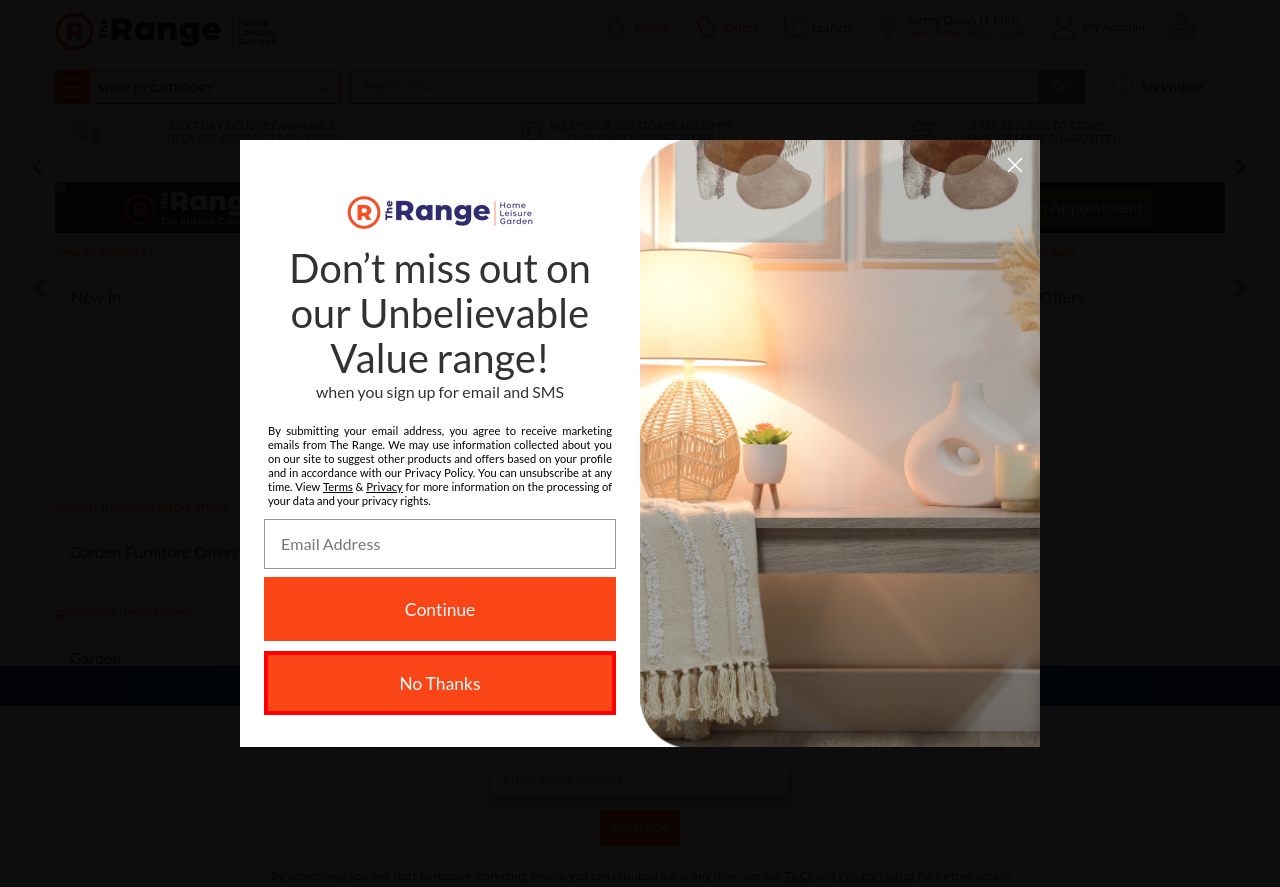 The Range
Home
Leisure
Garden
Brands
Offers
Leaflets
Surrey Quays (1 Mile)
My Account
SHOP BY CATEGORY
Search for...
Go!
My Wishlist
NEXT DAY DELIVERY AVAILABLE
ALL OF OUR 210 STORES ARE OPEN
FREE RETURNS TO STORE*
The Range
Appointment
new in products
sale
New In
Offers
The Range
Home
Leisure
Garden
Don’t miss out on
our Unbelievable
Value range!
when you sign up for email and SMS
By submitting your email address, you agree to receive marketing
emails from The Range. We may use information collected about you
on our site to suggest other products and offers based on your profile
and in accordance with our Privacy Policy. You can unsubscribe at any
time. View Terms & Privacy for more information on the processing of
your data and your privacy rights.
Email Address
Continue
No Thanks
garden furniture patio offers
Garden Furniture Offers
gardening department
Garden
Enter email address
Subscribe
By subscribing you will start to receive marketing emails, you can unsubscribe at any time, see our T&Cs and Privacy Notice for further details